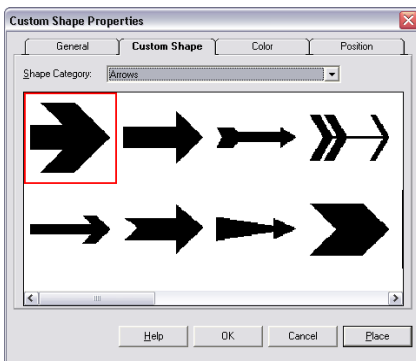 Custom Shape Properties
General Custom Shape Color Position
Shape Category: Arrows
Help OK Cancel Place